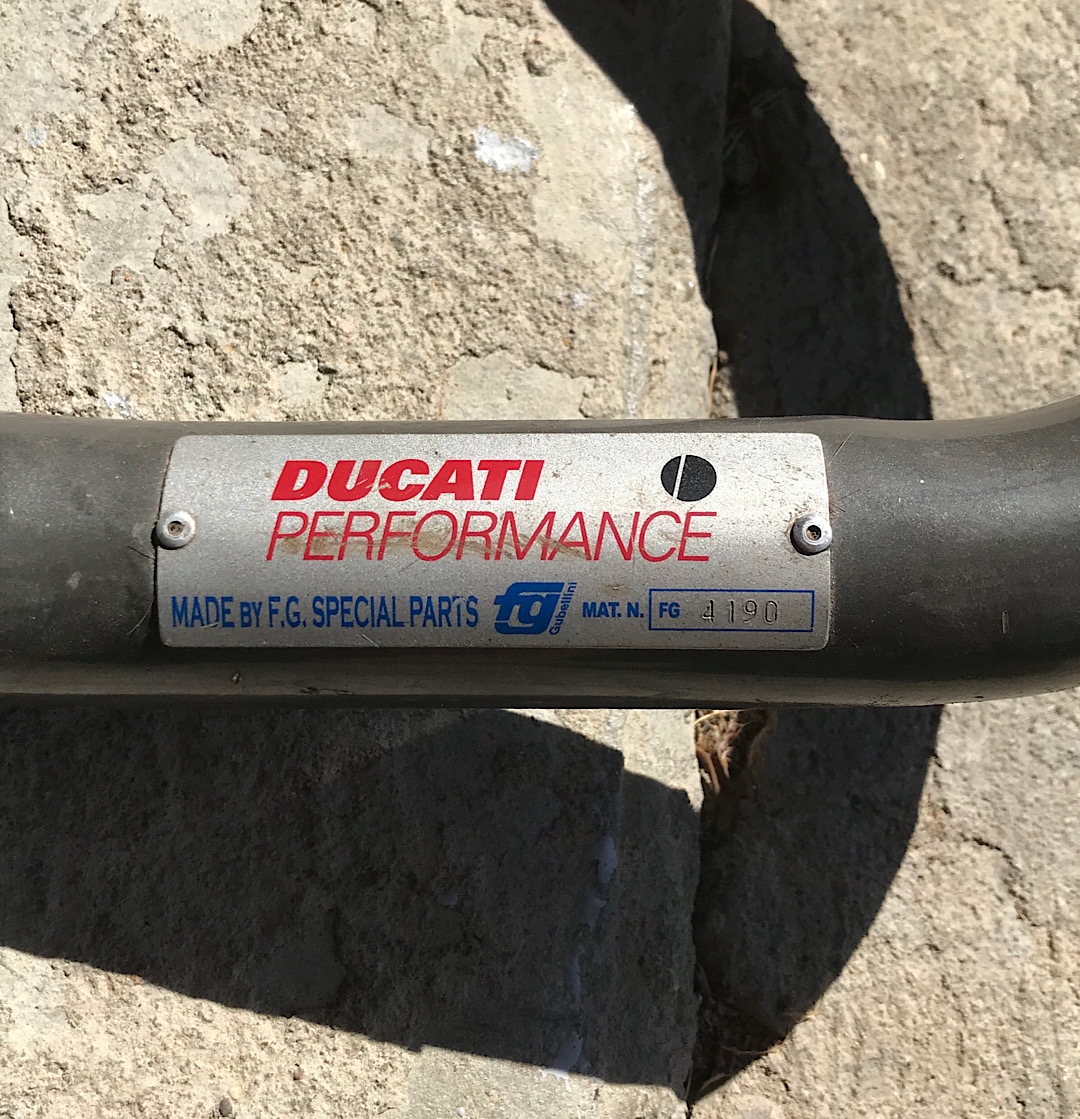 DUCATI
PERFORMANCE
MADE BY F.G. SPECIAL PARTS fg Gubellini MAT. N. FG 4190